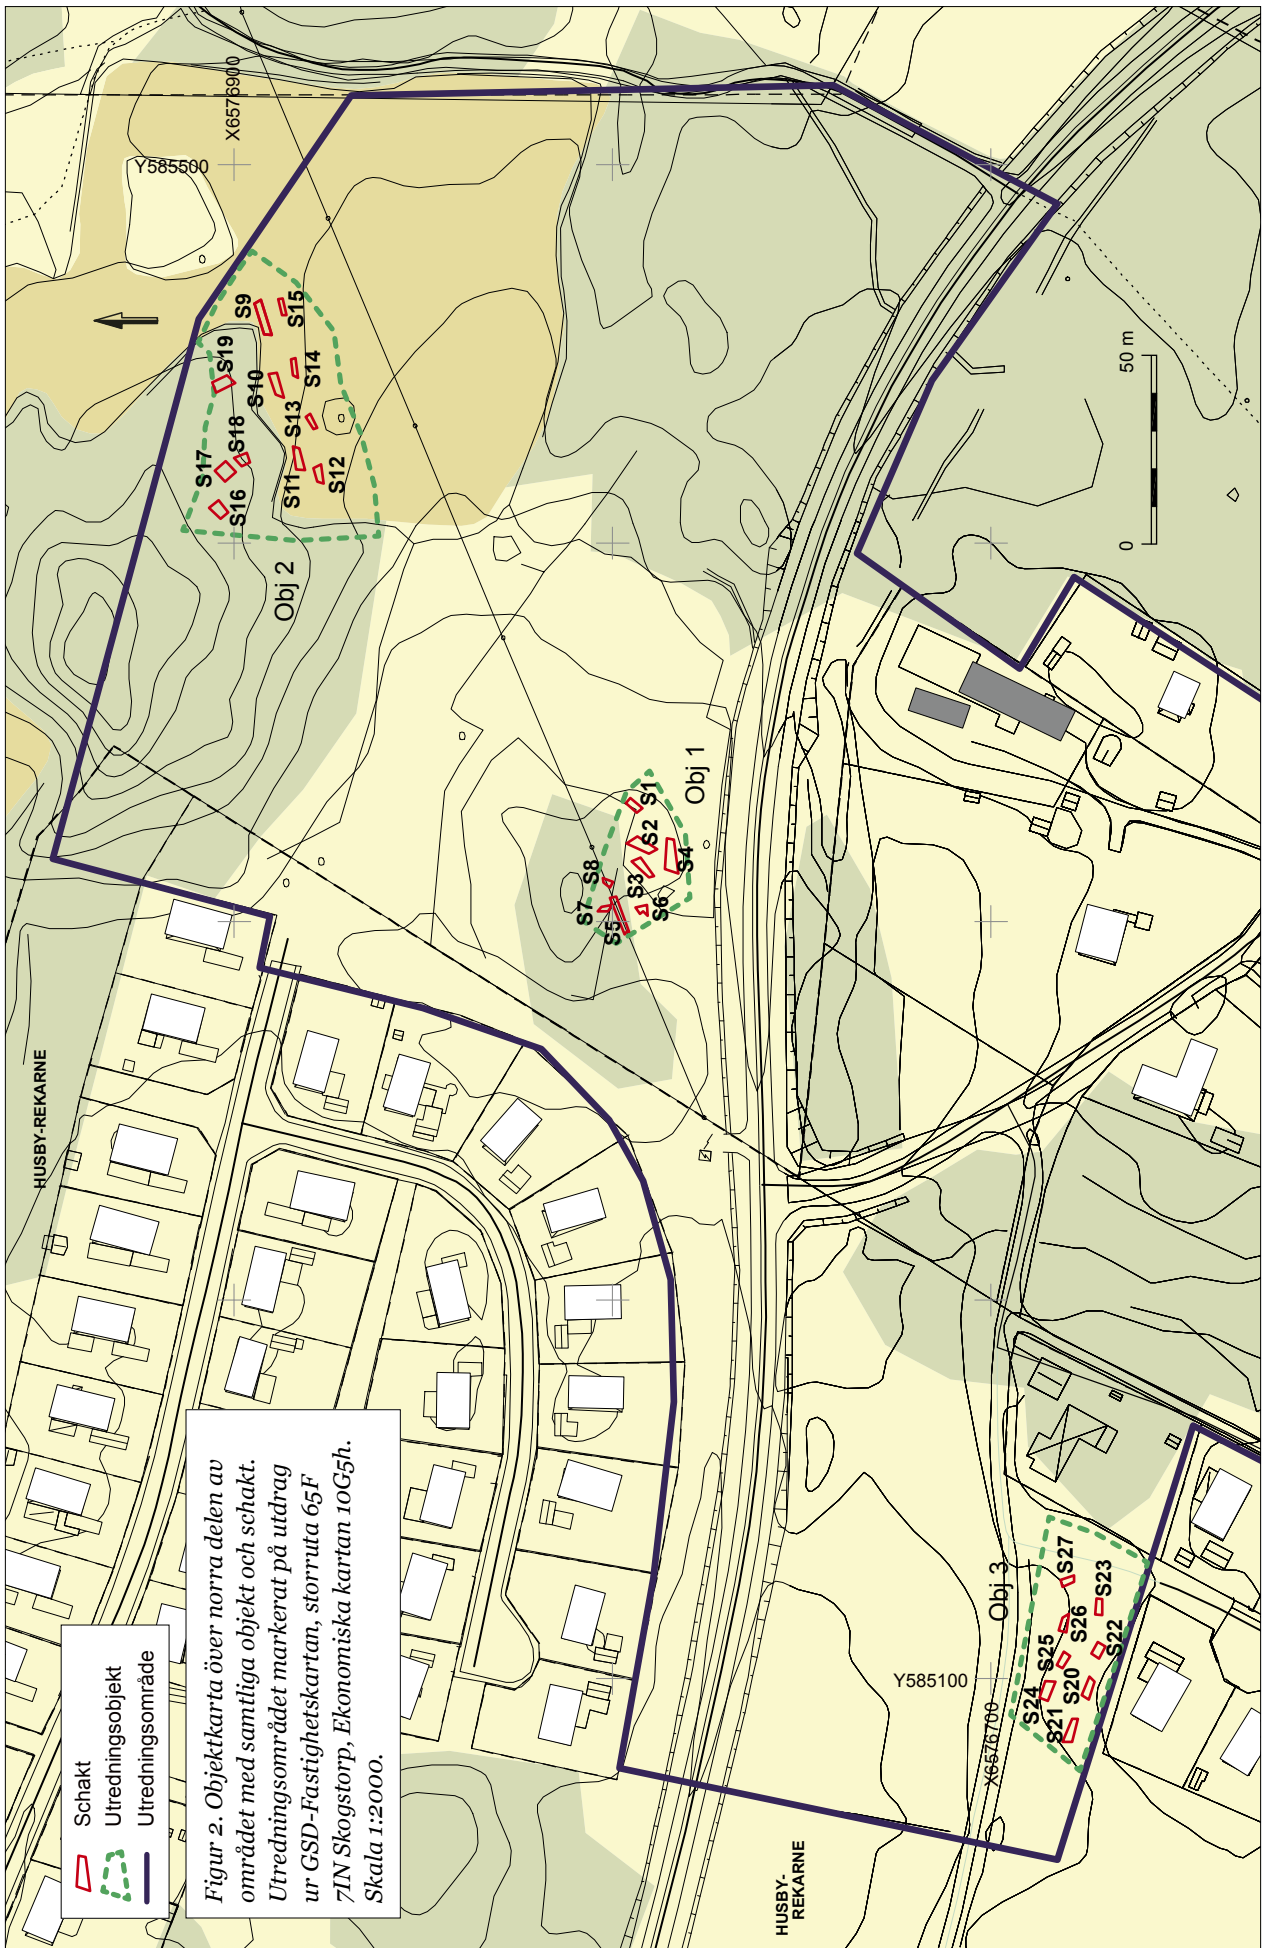 X6576900
Y585500
S9
S15
S19
S10
S14
S18
S13
S17
S11
S12
S16
Obj 2
50 m
0
Obj 1
S1
S2
S4
S3
S8
S6
S7
S5
HUSBY-REKARNE
Obj 3
S27
S23
S26
S22
S25
S20
S24
S21
Y585100
X6576700
HUSBY-
REKARNE
Schakt
Utredningsobjekt
Utredningsområde
Figur 2. Objektkarta över norra delen av
området med samtliga objekt och schakt.
Utredningsområdet markerat på utdrag
ur GSD-Fastighetskartan, storruta 65F
7IN Skogstorp, Ekonomiska kartan 10G5h.
Skala 1:2000.